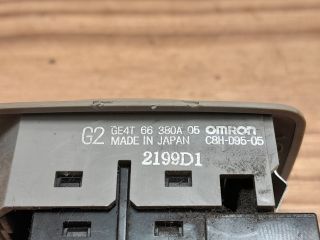 G2 GE4T 66 380A 05 OMRON
MADE IN JAPAN C8H-D95-05
2199D1